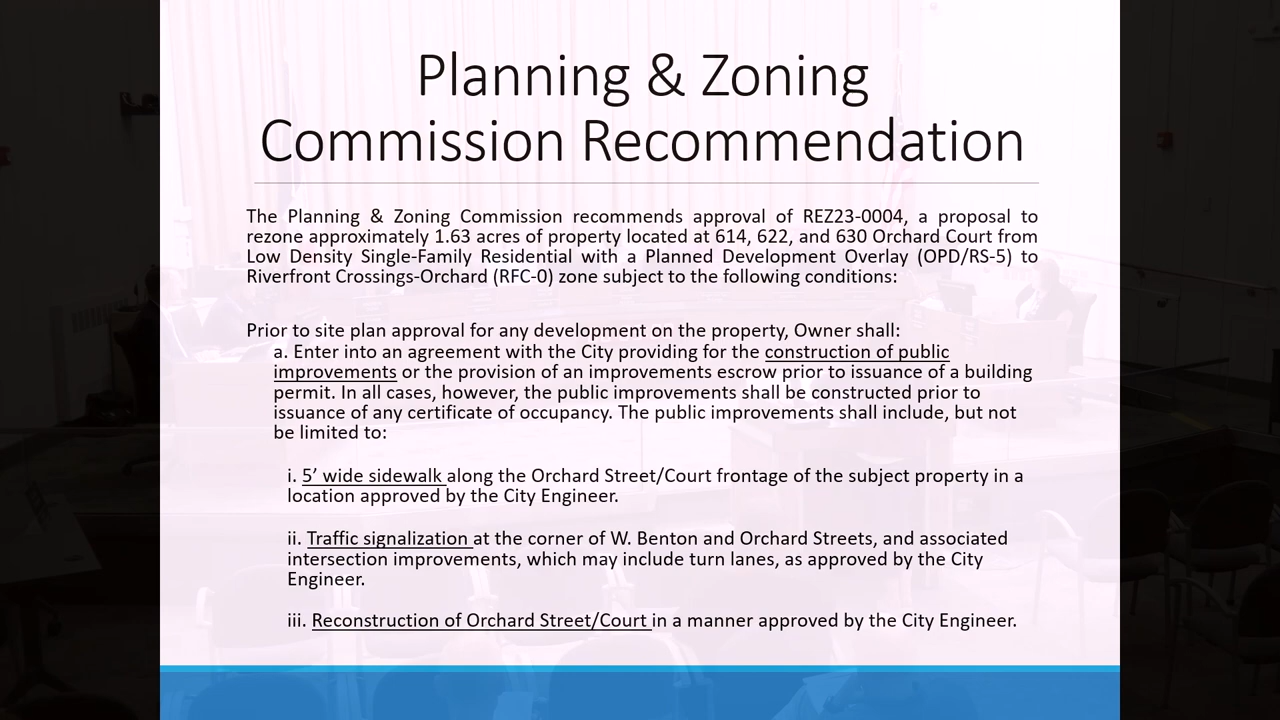 Planning & Zoning
Commission Recommendation
The Planning & Zoning Commission recommends approval of REZ23-0004, a proposal to
rezone approximately 1.63 acres of property located at 614, 622, and 630 Orchard Court from
Low Density Single-Family Residential with a Planned Development Overlay (OPD/RS-5) to
Riverfront Crossings-Orchard (RFC-0) zone subject to the following conditions:
Prior to site plan approval for any development on the property, Owner shall:
a. Enter into an agreement with the City providing for the construction of public
improvements or the provision of an improvements escrow prior to issuance of a building
permit. In all cases, however, the public improvements shall be constructed prior to
issuance of any certificate of occupancy. The public improvements shall include, but not
be limited to:
i. 5’ wide sidewalk along the Orchard Street/Court frontage of the subject property in a
location approved by the City Engineer.
ii. Traffic signalization at the corner of W. Benton and Orchard Streets, and associated
intersection improvements, which may include turn lanes, as approved by the City
Engineer.
iii. Reconstruction of Orchard Street/Court in a manner approved by the City Engineer.